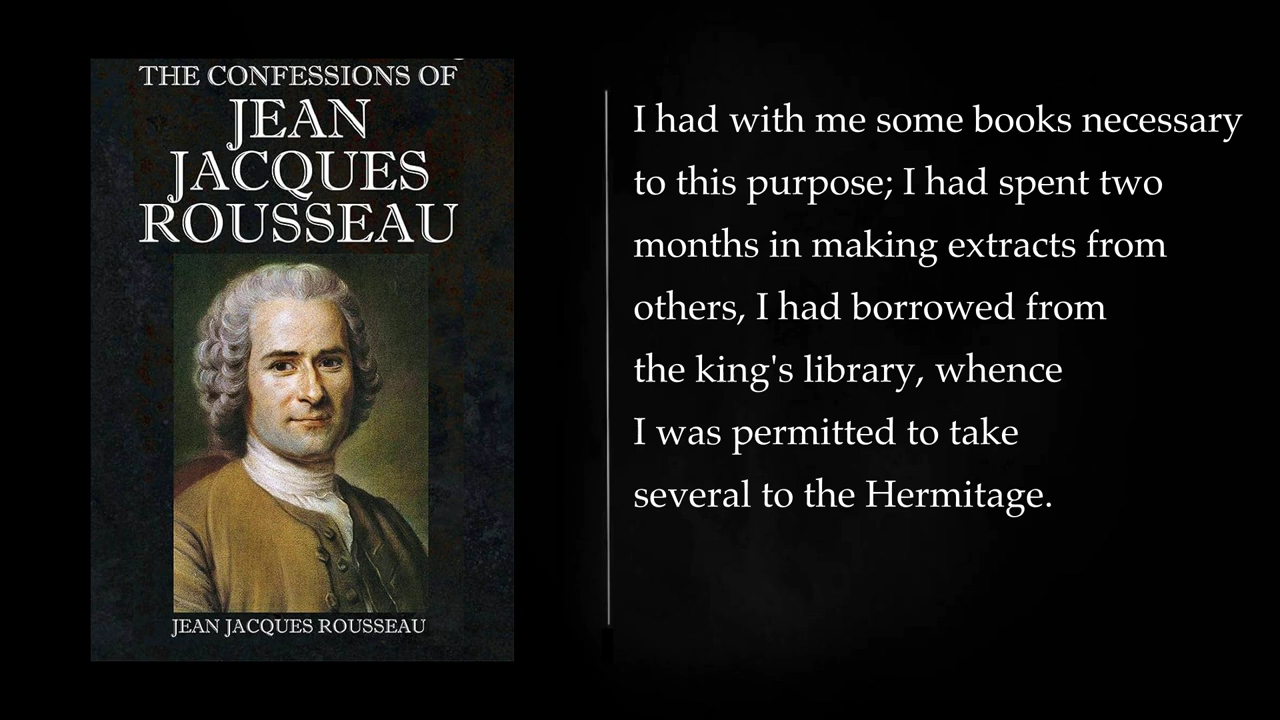 THE CONFESSIONS OF
JEAN
JACQUES
ROUSSEAU
JEAN JACQUES ROUSSEAU
I had with me some books necessary
to this purpose; I had spent two
months in making extracts from
others, I had borrowed from
the king's library, whence
I was permitted to take
several to the Hermitage.